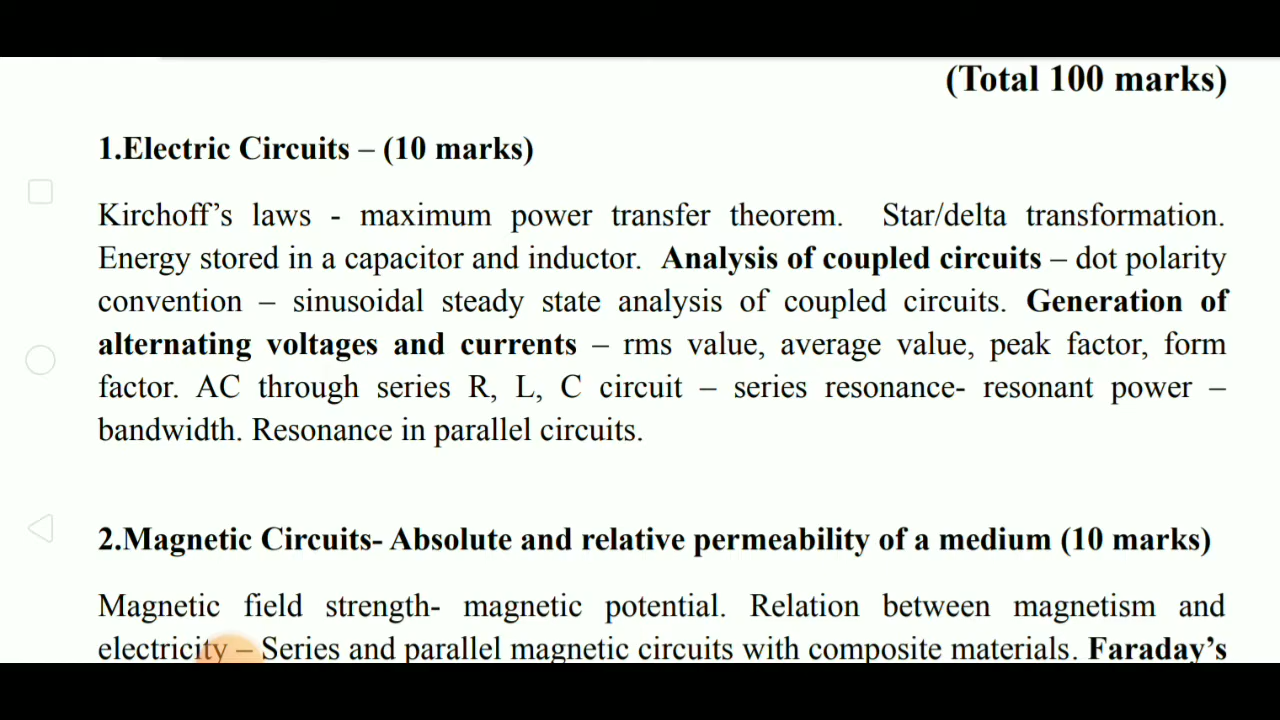 (Total 100 marks)
1.Electric Circuits – (10 marks)
Kirchoff’s laws - maximum power transfer theorem. Star/delta transformation.
Energy stored in a capacitor and inductor. Analysis of coupled circuits – dot polarity
convention – sinusoidal steady state analysis of coupled circuits. Generation of
alternating voltages and currents – rms value, average value, peak factor, form
factor. AC through series R, L, C circuit – series resonance- resonant power –
bandwidth. Resonance in parallel circuits.
2.Magnetic Circuits- Absolute and relative permeability of a medium (10 marks)
Magnetic field strength- magnetic potential. Relation between magnetism and
electricity – Series and parallel magnetic circuits with composite materials. Faraday’s